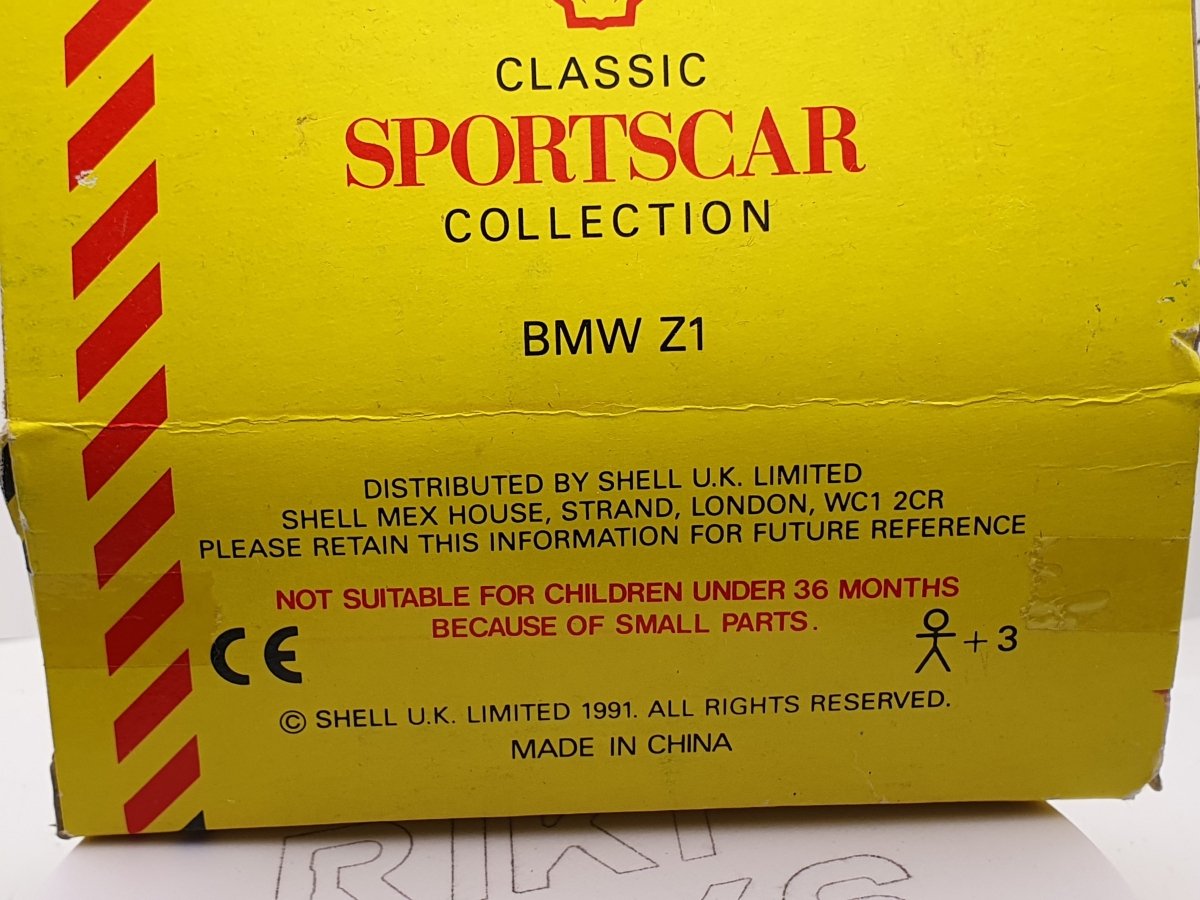 CLASSIC
SPORTSCAR
COLLECTION
BMW Z1
DISTRIBUTED BY SHELL U.K. LIMITED
SHELL MEX HOUSE, STRAND, LONDON, WC1 2CR
PLEASE RETAIN THIS INFORMATION FOR FUTURE REFERENCE
NOT SUITABLE FOR CHILDREN UNDER 36 MONTHS
BECAUSE OF SMALL PARTS.
CE
+3
© SHELL U.K. LIMITED 1991. ALL RIGHTS RESERVED.
MADE IN CHINA